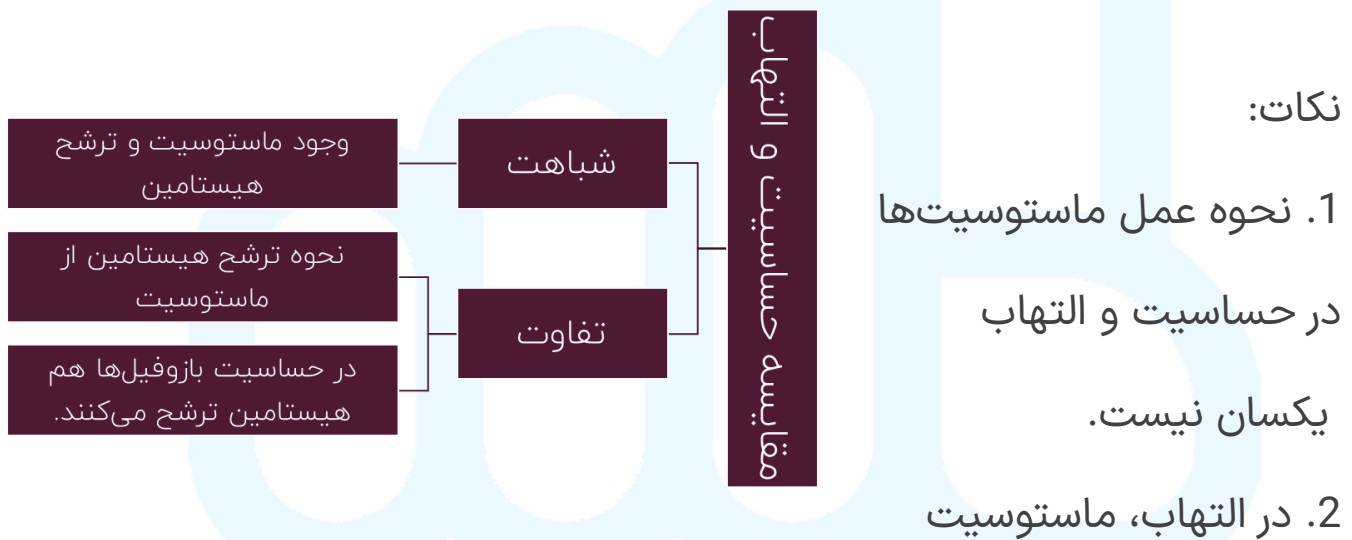 مقایسه حساسیت و التهاب
شباهت
وجود ماستوسیت و ترشح
هیستامین
تفاوت
نحوه ترشح هیستامین از
ماستوسیت
در حساسیت بازوفیل‌ها هم
هیستامین ترشح می‌کنند.
نکات:
1. نحوه عمل ماستوسیت‌ها
در حساسیت و التهاب
یکسان نیست.
2. در التهاب، ماستوسیت